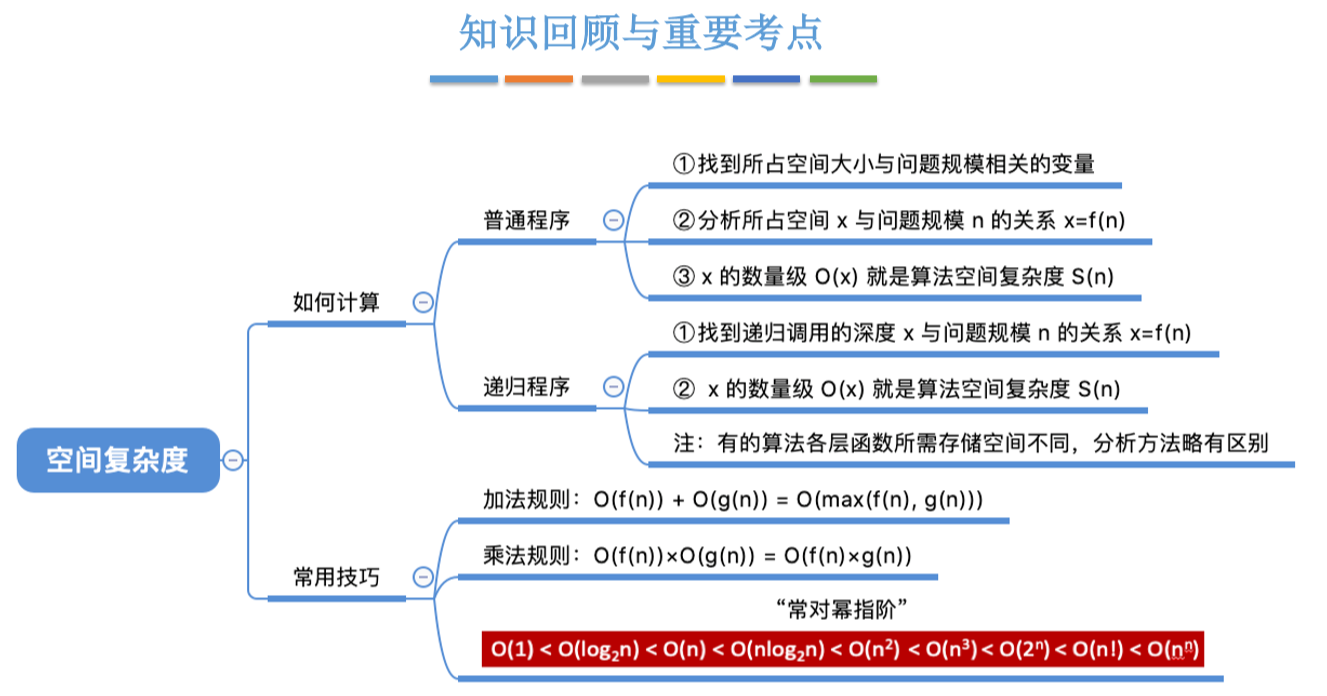 知识回顾与重要考点
①找到所占空间大小与问题规模相关的变量
普通程序
②分析所占空间 x 与问题规模 n 的关系 x=f(n)
③ x 的数量级 O(x) 就是算法空间复杂度 S(n)
如何计算
①找到递归调用的深度 x 与问题规模 n 的关系 x=f(n)
递归程序
② x 的数量级 O(x) 就是算法空间复杂度 S(n)
注：有的算法各层函数所需存储空间不同，分析方法略有区别
空间复杂度
加法规则：O(f(n)) + O(g(n)) = O(max(f(n), g(n)))
乘法规则：O(f(n))×O(g(n)) = O(f(n)×g(n))
常用技巧
“常对幂指阶”
O(1) < O(log₂n) < O(n) < O(nlog₂n) < O(n²) < O(n³) < O(2ⁿ) < O(n!) < O(nⁿ)